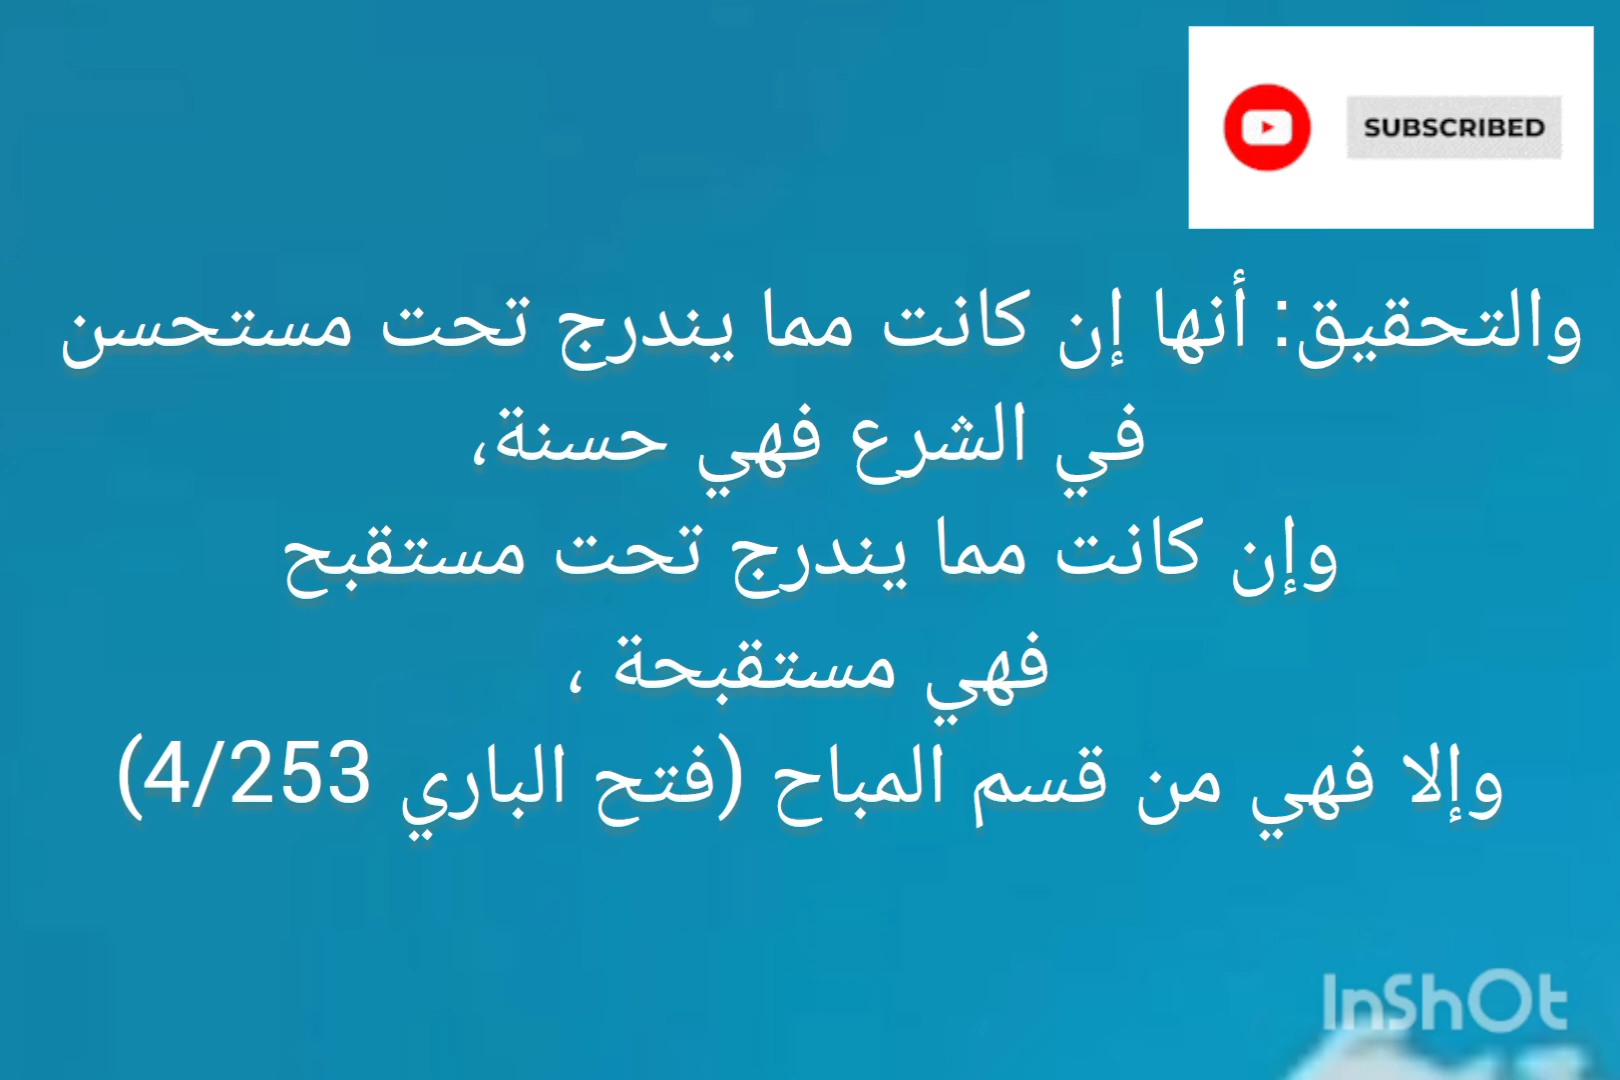 SUBSCRIBED
والتحقيق: أنها إن كانت مما يندرج تحت مستحسن
في الشرع فهي حسنة،
وإن كانت مما يندرج تحت مستقبح
فهي مستقبحة ،
وإلا فهي من قسم المباح (فتح الباري 4/253)
InShOt